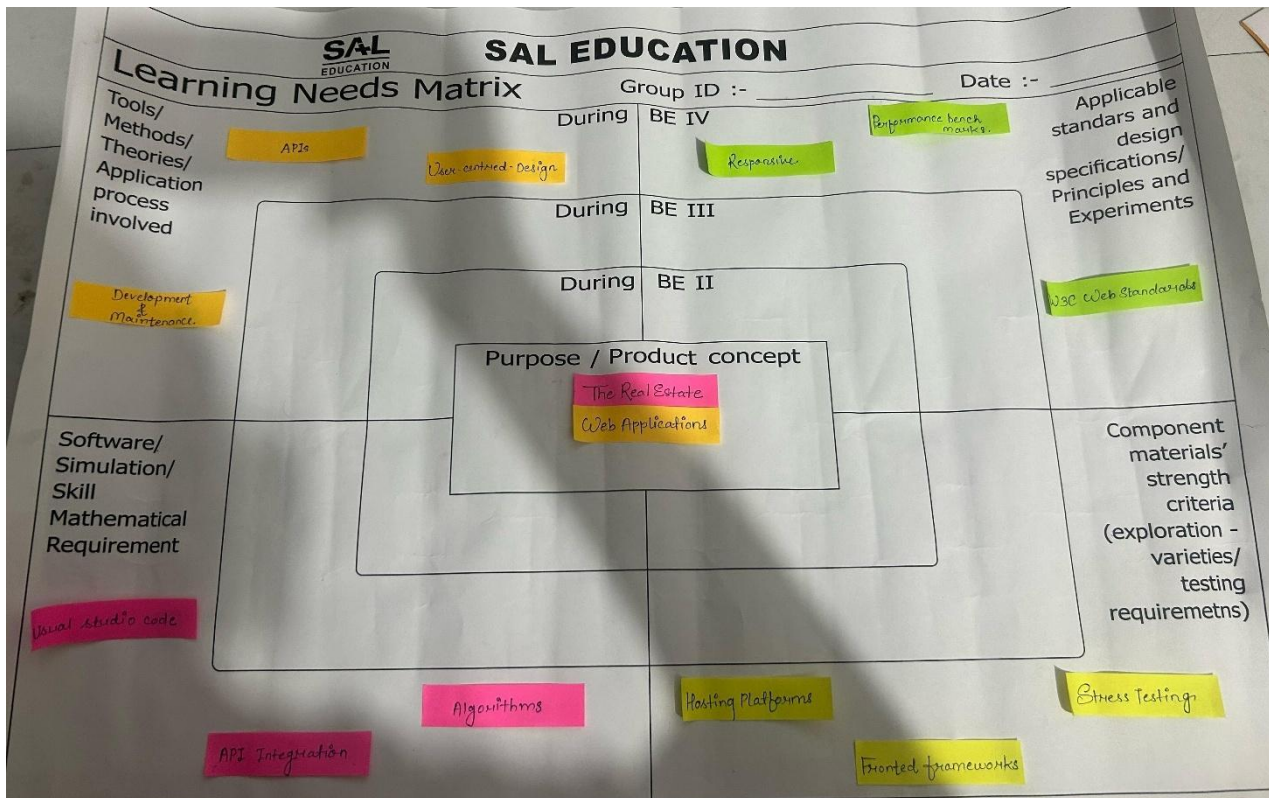 SAL
EDUCATION
SAL EDUCATION
Learning Needs Matrix
Group ID :-
Date :-
Tools/
Methods/
Theories/
Application
process
involved
APIs
User-centried-Design
Development
&
Maintenance.
During BE IV
Responsive
Performance bench
marks.
Applicable
standars and
design
specifications/
Principles and
Experiments
W3C Web Standards
During BE III
During BE II
Purpose / Product concept
The Real Estate
Web Applications
Software/
Simulation/
Skill
Mathematical
Requirement
Usual studio code
API Integration
Algorithms
Component
materials'
strength
criteria
(exploration -
varieties/
testing
requiremetns)
Hosting Platforms
Fronted frameworks
Stress Testing